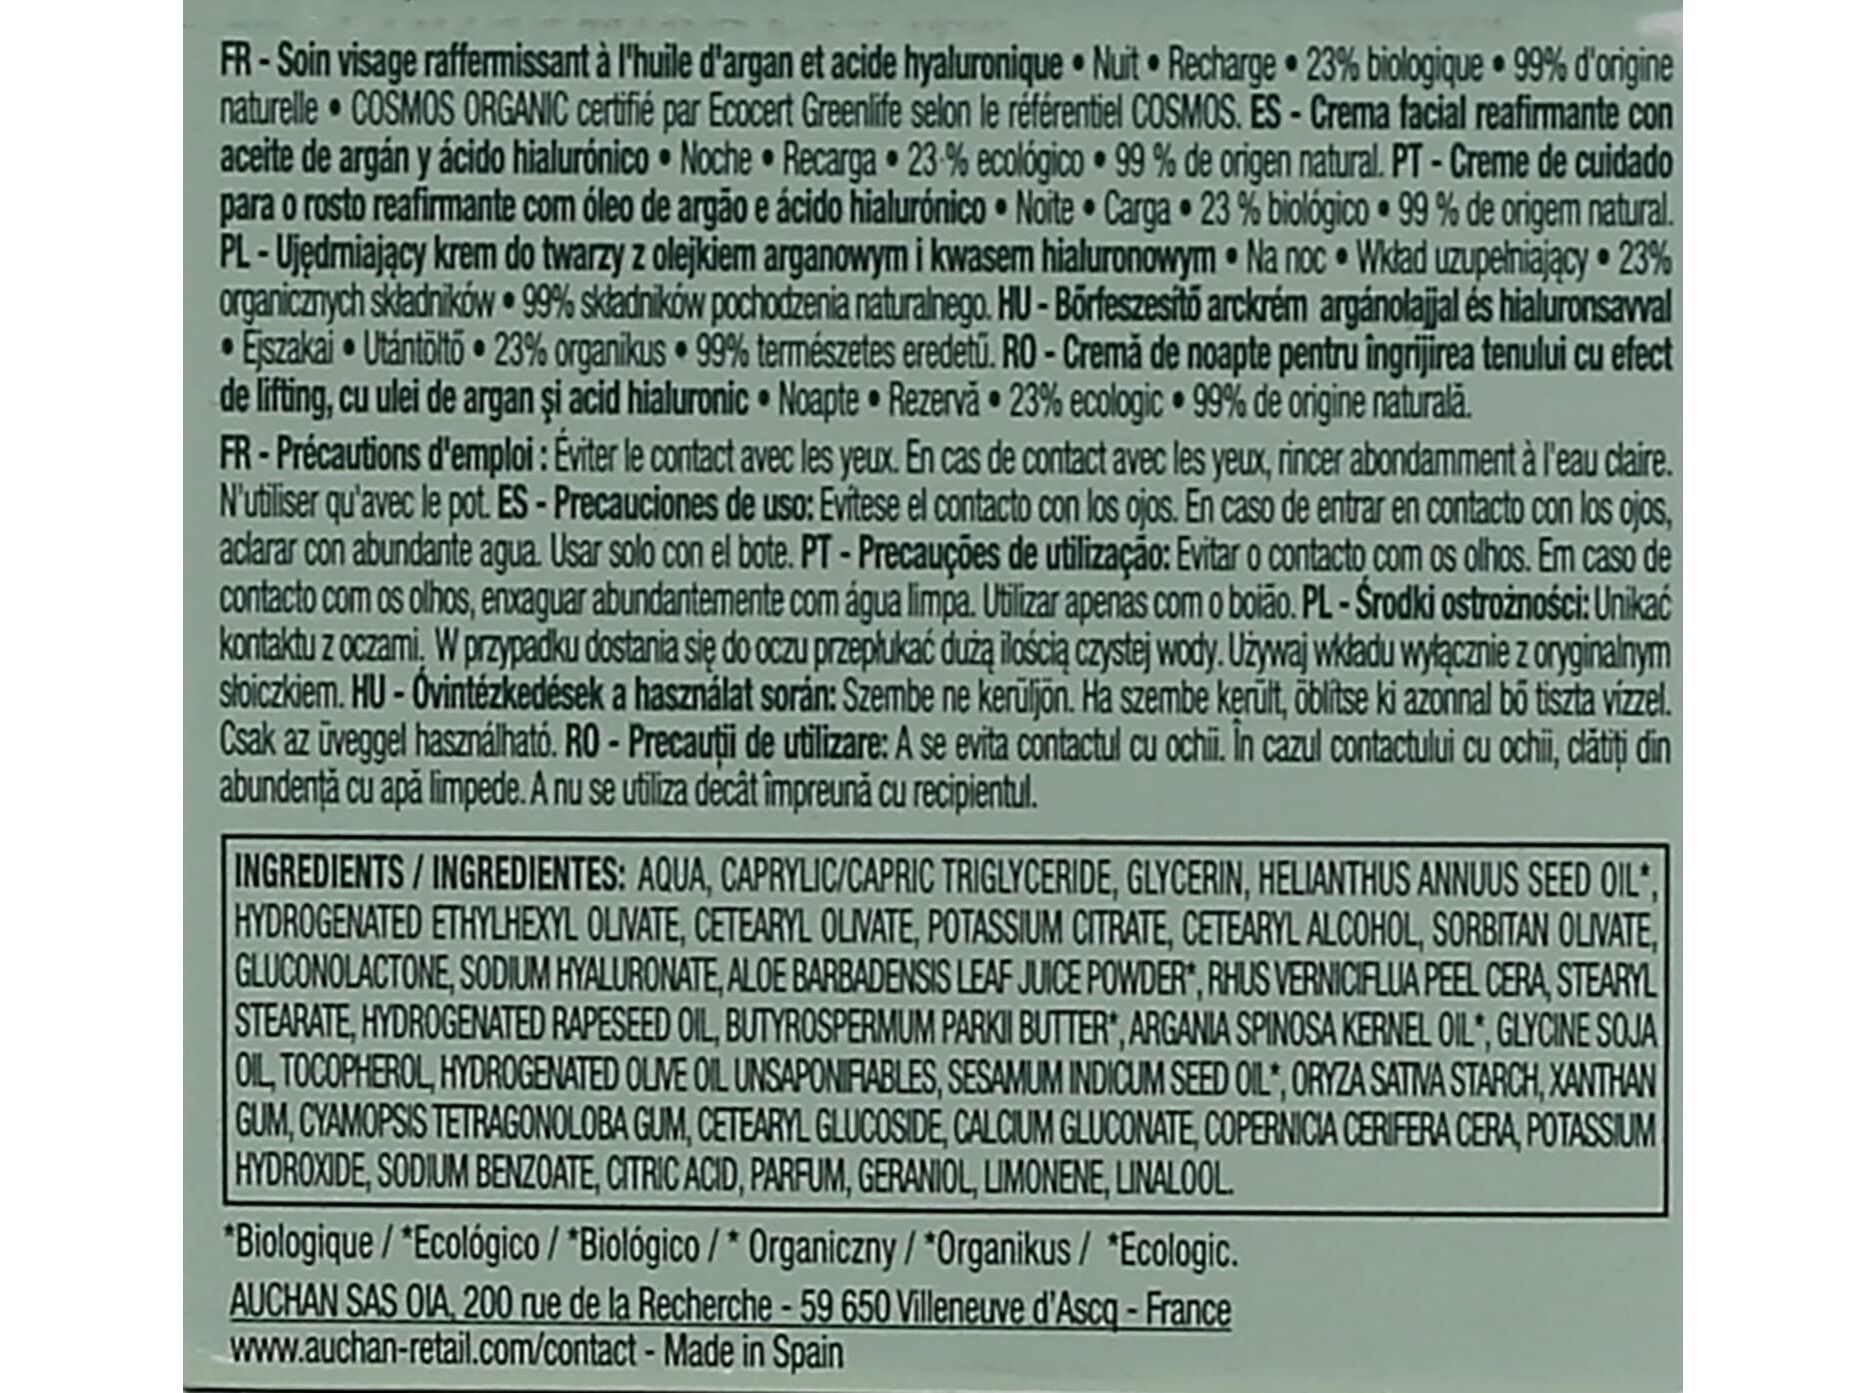 FR - Soin visage raffermissant à l'huile d'argan et acide hyaluronique • Nuit • Recharge • 23% biologique • 99% d'origine
naturelle • COSMOS ORGANIC certifié par Ecocert Greenlife selon le référentiel COSMOS. ES - Crema facial reafirmante con
aceite de argán y ácido hialurónico • Noche • Recarga • 23 % ecológico • 99 % de origen natural. PT - Creme de cuidado
para o rosto reafirmante com óleo de argão e ácido hialurónico • Noite • Carga • 23 % biológico • 99 % de origem natural.
PL - Ujędrniający krem do twarzy z olejkiem arganowym i kwasem hialuronowym • Na noc • Wkład uzupełniający • 23%
organicznych składników • 99% składników pochodzenia naturalnego. HU - Bőrfeszesítő arckrém argánolajjal és hialuronsavval
• Éjszakai • Utántöltő • 23% organikus • 99% természetes eredetű. RO - Cremă de noapte pentru îngrijirea tenului cu efect
de lifting, cu ulei de argan și acid hialuronic • Noapte • Rezervă • 23% ecologic • 99% de origine naturală.
FR - Précautions d'emploi : Éviter le contact avec les yeux. En cas de contact avec les yeux, rincer abondamment à l'eau claire.
N'utiliser qu'avec le pot. ES - Precauciones de uso: Evítese el contacto con los ojos. En caso de entrar en contacto con los ojos,
aclarar con abundante agua. Usar solo con el bote. PT - Precauções de utilização: Evitar o contacto com os olhos. Em caso de
contacto com os olhos, enxaguar abundantemente com água limpa. Utilizar apenas com o boião. PL - Środki ostrożności: Unikać
kontaktu z oczami. W przypadku dostania się do oczu przepłukać dużą ilością czystej wody. Używaj wkładu wyłącznie z oryginalnym
słoiczkiem. HU - Óvintézkedések a használat során: Szembe ne kerüljön. Ha szembe került, öblítse ki azonnal bő tiszta vízzel.
Csak az üveggel használható. RO - Precauții de utilizare: A se evita contactul cu ochii. În cazul contactului cu ochii, clătiți din
abundență cu apă limpede. A nu se utiliza decât împreună cu recipientul.
INGREDIENTS / INGREDIENTES: AQUA, CAPRYLIC/CAPRIC TRIGLYCERIDE, GLYCERIN, HELIANTHUS ANNUUS SEED OIL*,
HYDROGENATED ETHYLHEXYL OLIVATE, CETEARYL OLIVATE, POTASSIUM CITRATE, CETEARYL ALCOHOL, SORBITAN OLIVATE,
GLUCONOLACTONE, SODIUM HYALURONATE, ALOE BARBADENSIS LEAF JUICE POWDER*, RHUS VERNICIFLUA PEEL CERA, STEARYL
STEARATE, HYDROGENATED RAPESEED OIL, BUTYROSPERMUM PARKII BUTTER*, ARGANIA SPINOSA KERNEL OIL*, GLYCINE SOJA
OIL, TOCOPHEROL, HYDROGENATED OLIVE OIL UNSAPONIFIABLES, SESAMUM INDICUM SEED OIL*, ORYZA SATIVA STARCH, XANTHAN
GUM, CYAMOPSIS TETRAGONOLOBA GUM, CETEARYL GLUCOSIDE, CALCIUM GLUCONATE, COPERNICIA CERIFERA CERA, POTASSIUM
HYDROXIDE, SODIUM BENZOATE, CITRIC ACID, PARFUM, GERANIOL, LIMONENE, LINALOOL.
*Biologique / *Ecológico / *Biológico / * Organiczny / *Organikus / *Ecologic.
AUCHAN SAS OIA, 200 rue de la Recherche - 59 650 Villeneuve d'Ascq - France
www.auchan-retail.com/contact - Made in Spain